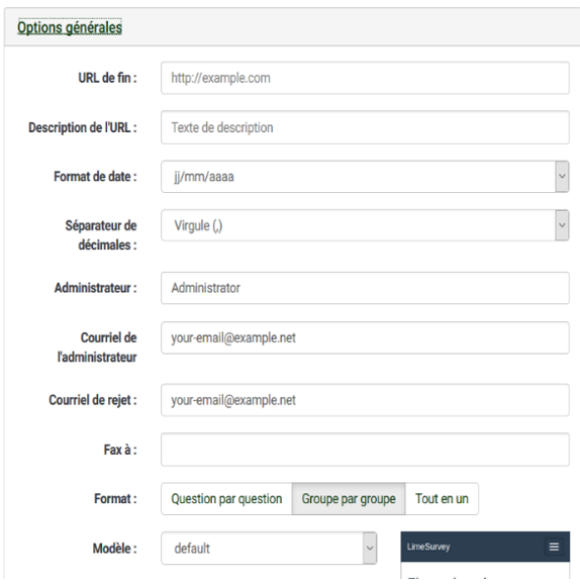 Options générales
URL de fin : http://example.com
Description de l'URL : Texte de description
Format de date : jj/mm/aaaa
Séparateur de décimales : Virgule (,)
Administrateur : Administrator
Courriel de l'administrateur your-email@example.net
Courriel de rejet : your-email@example.net
Fax à :
Format : Question par question Groupe par groupe Tout en un
Modèle : default LimeSurvey